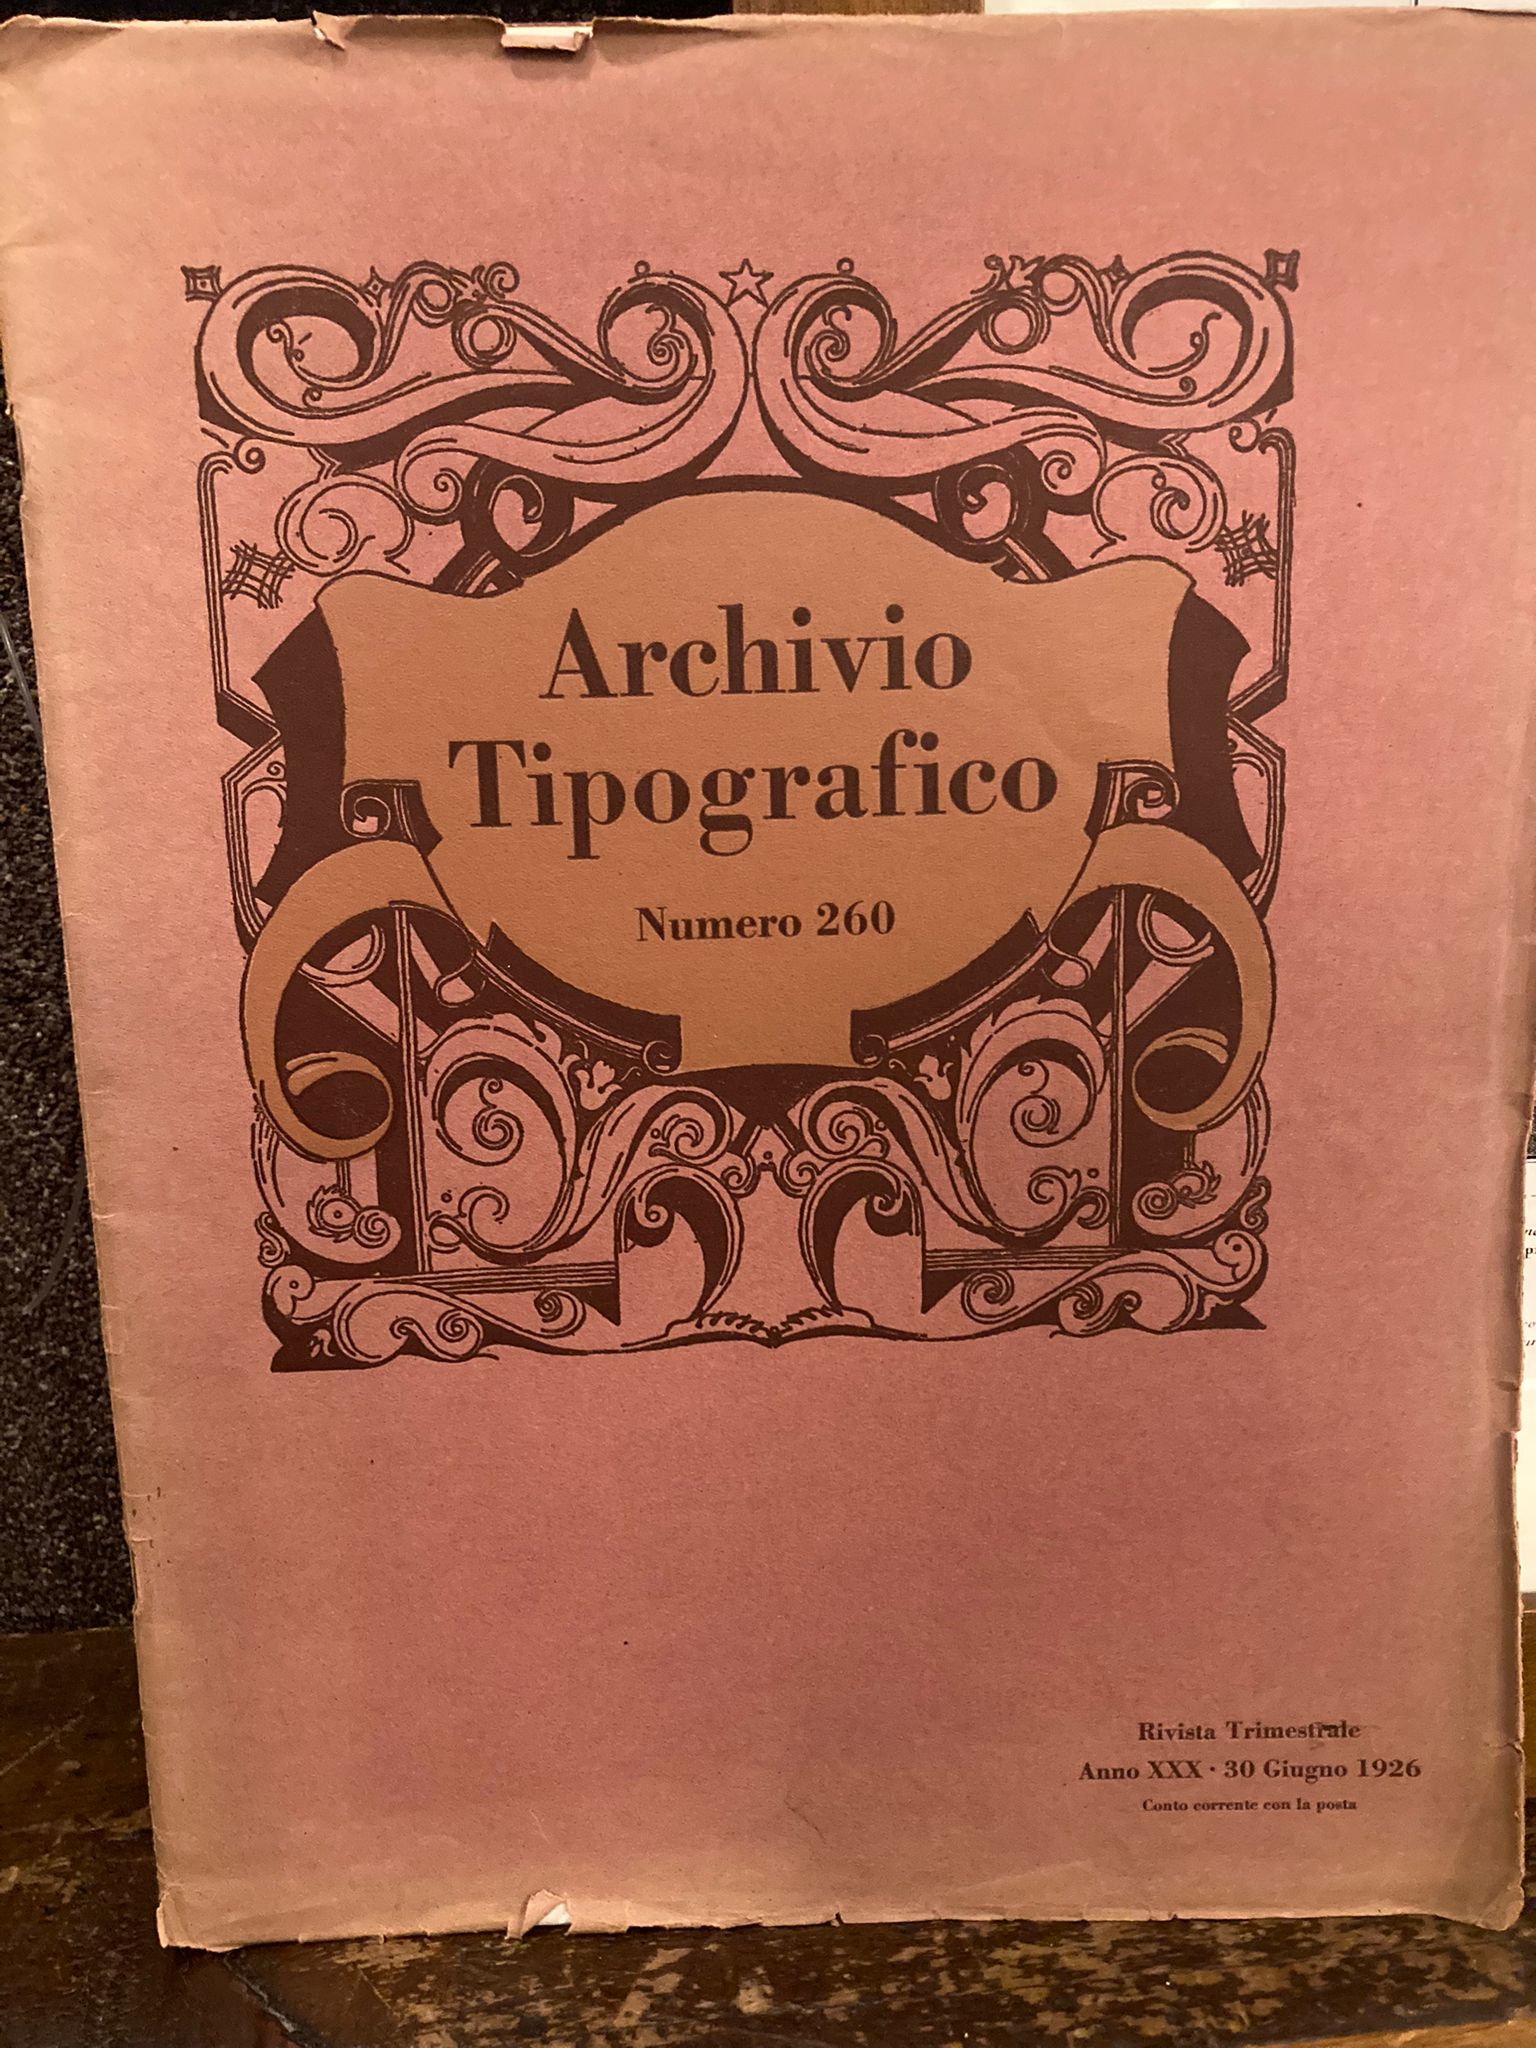 Archivio
Tipografico
Numero 260
Rivista Trimestrale
Anno XXX · 30 Giugno 1926
Conto corrente con la posta